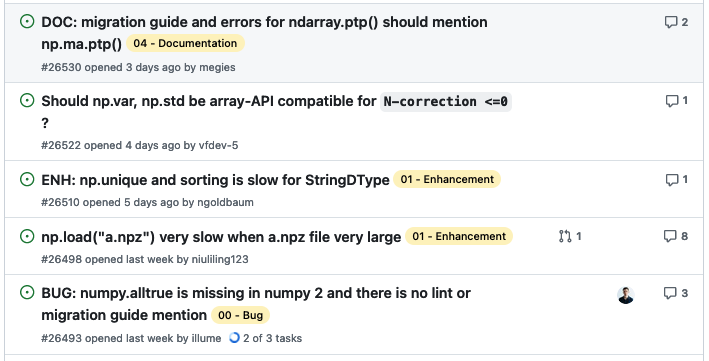 DOC: migration guide and errors for ndarray.ptp() should mention
np.ma.ptp() 04 - Documentation
2
#26530 opened 3 days ago by megies
Should np.var, np.std be array-API compatible for N-correction <=0
?
1
#26522 opened 4 days ago by vfdev-5
ENH: np.unique and sorting is slow for StringDType 01 - Enhancement
1
#26510 opened 5 days ago by ngoldbaum
np.load("a.npz") very slow when a.npz file very large 01 - Enhancement
1
8
#26498 opened last week by niuliling123
BUG: numpy.alltrue is missing in numpy 2 and there is no lint or
migration guide mention 00 - Bug
3
#26493 opened last week by illume 2 of 3 tasks